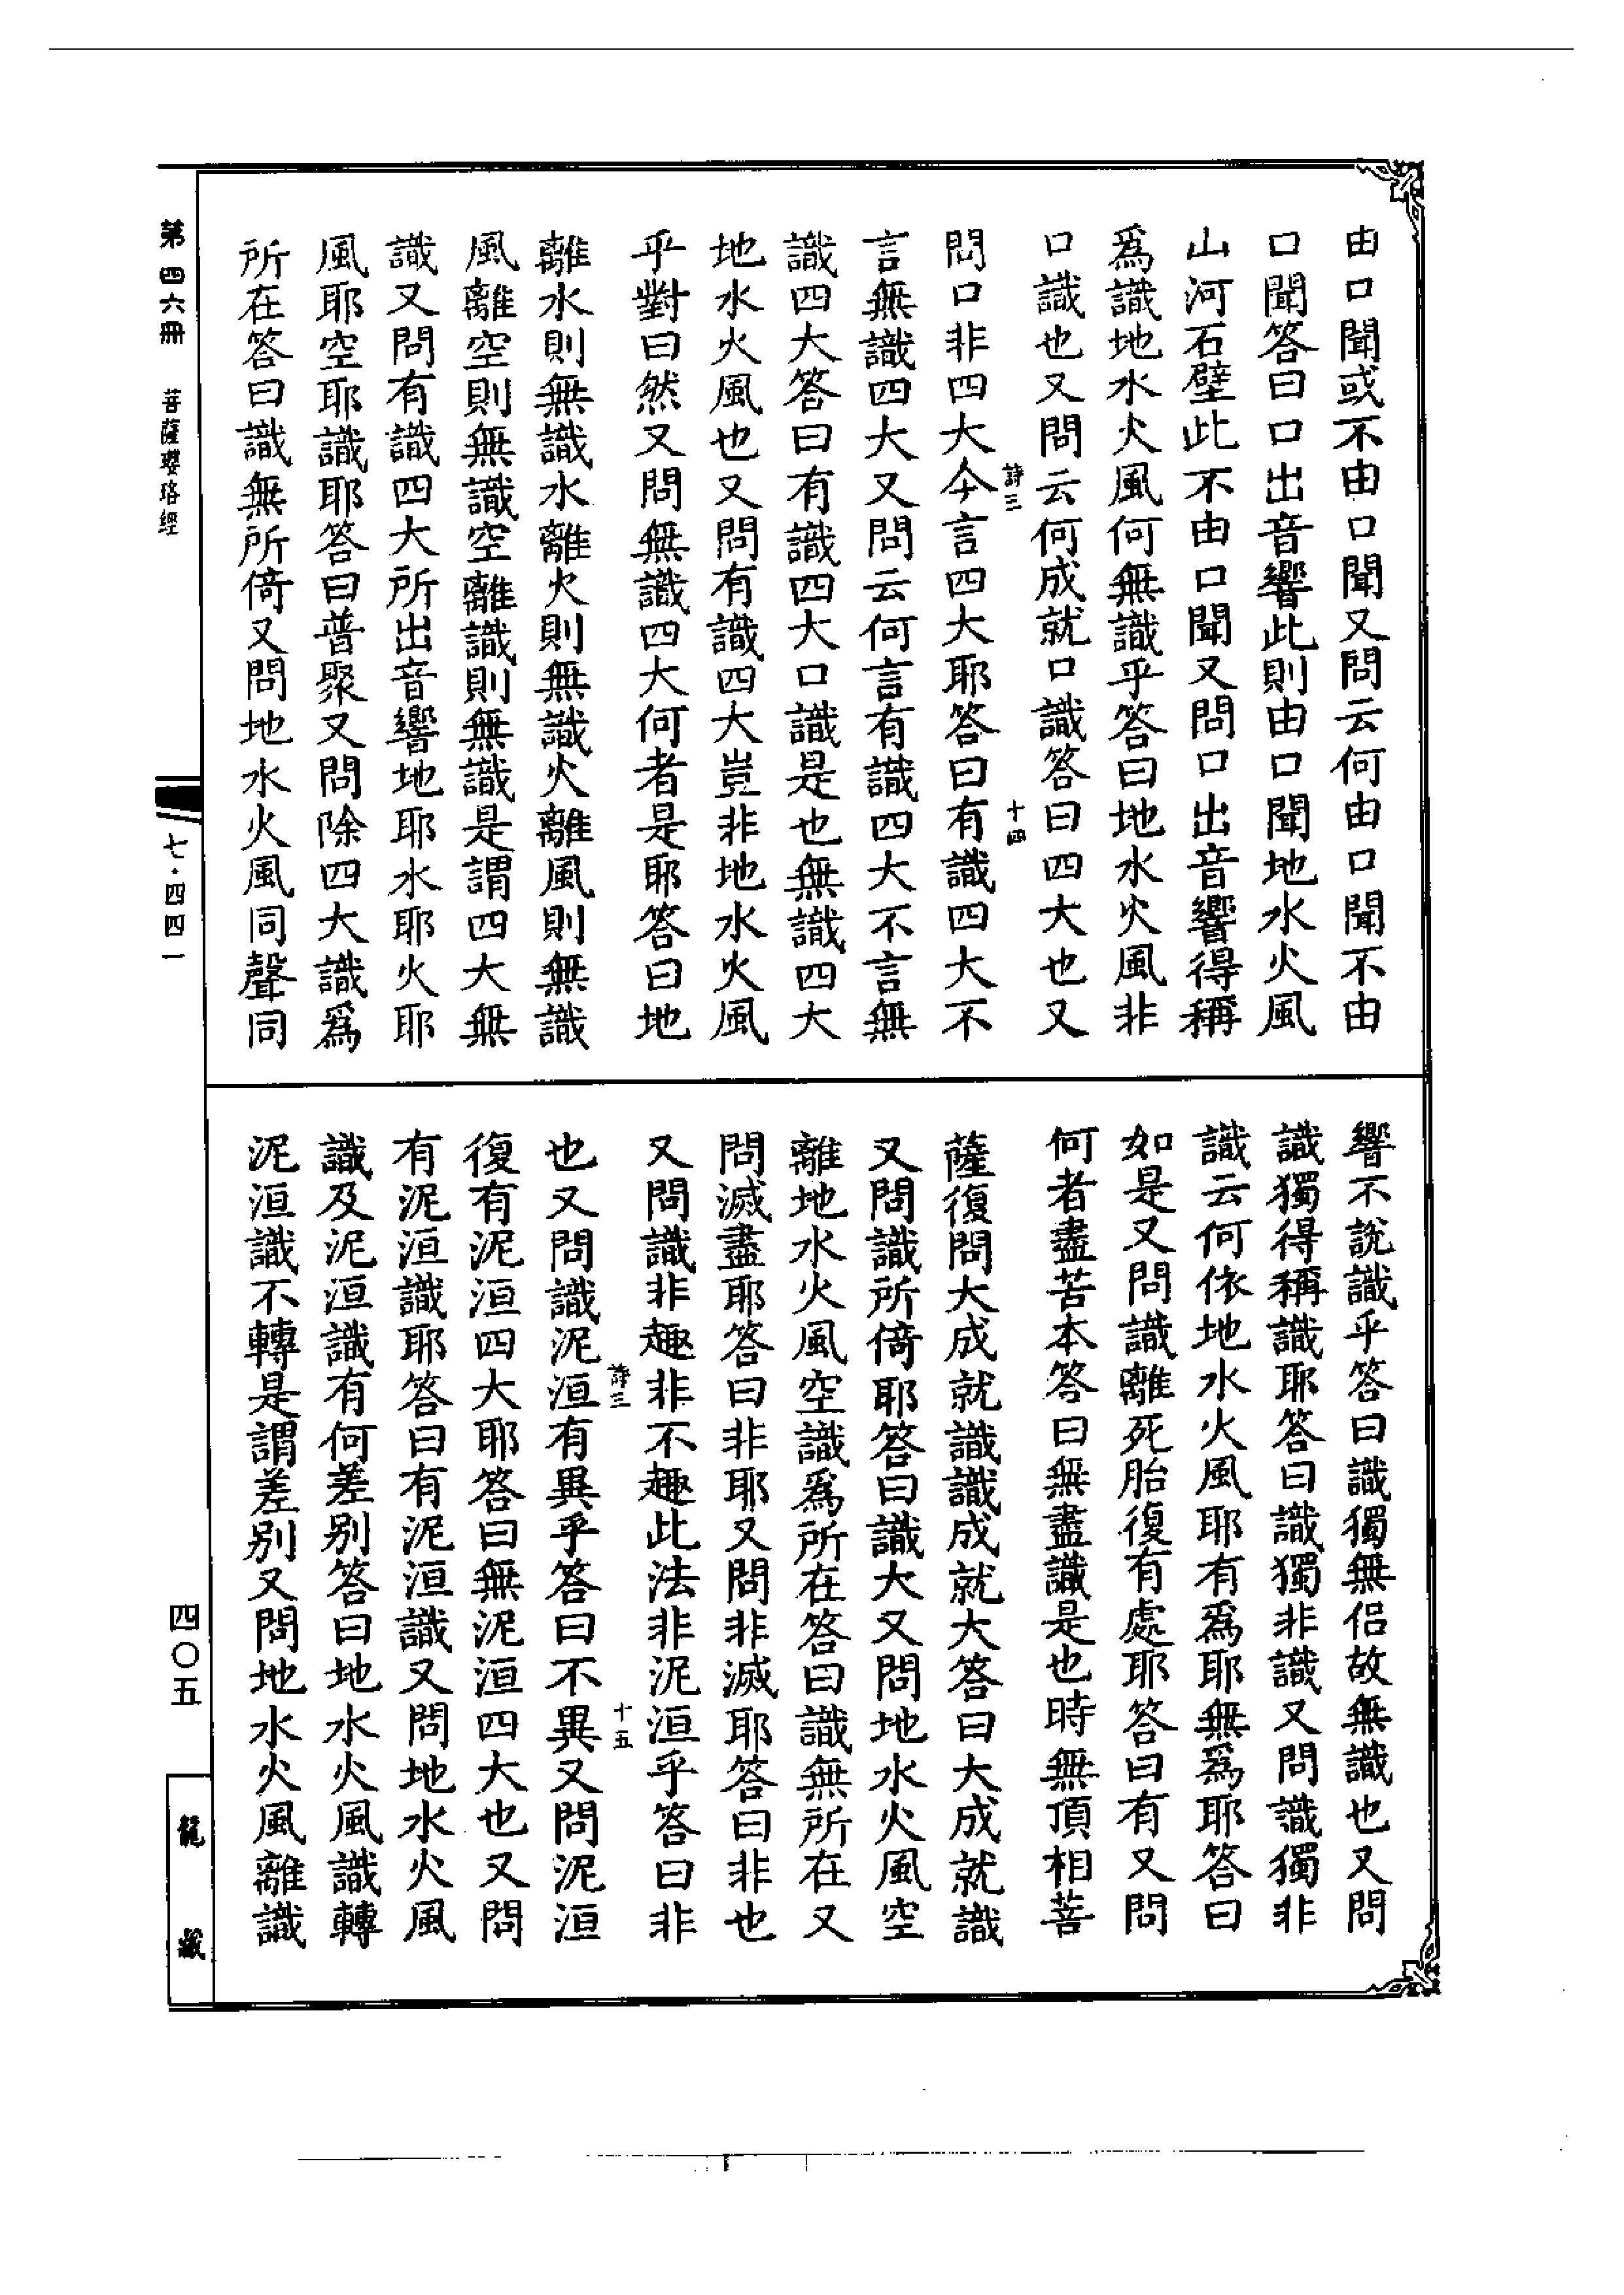 由口聞或不由口聞又問云何由口聞不由
口聞答曰口出音響此則由口聞地水火風
山河石壁此不由口聞又問口出音響得稱
爲識地水火風何無識乎答曰地水火風非
口識也又問云何成就口識答曰四大也又
詩三
十四
問口非四大今言四大耶答曰有識四大不
言無識四大又問云何言有識四大不言無
識四大答曰有識四大口識是也無識四大
地水火風也又問有識四大豈非地水火風
乎對曰然又問無識四大何者是耶答曰地
離水則無識水離火則無識火離風則無識
風離空則無識空離識則無識是謂四大無
識又問有識四大所出音響地耶水耶火耶
風耶空耶識耶答曰普聚又問除四大識爲
所在答曰識無所倚又問地水火風同聲同
響不說識乎答曰識獨無侶故無識也又問
識獨得稱識耶答曰識獨非識又問識獨非
識云何依地水火風耶有爲耶無爲耶答曰
如是又問識離死胎復有處耶答曰有又問
何者盡苦本答曰無盡識是也時無頂相菩
薩復問大成就識識成就大答曰大成就識
又問識所倚耶答曰識大又問地水火風空
離地水火風空識爲所在答曰識無所在又
問滅盡耶答曰非耶又問非滅耶答曰非也
又問識非趣非不趣此法非泥洹乎答曰非
詩三
十五
也又問識泥洹有異乎答曰不異又問泥洹
復有泥洹四大耶答曰無泥洹四大也又問
有泥洹識耶答曰有泥洹識又問地水火風
識及泥洹識有何差別答曰地水火風識轉
泥洹識不轉是謂差別又問地水火風離識
第四六冊　菩薩瓔珞經
七·四四一
四〇五
龍藏